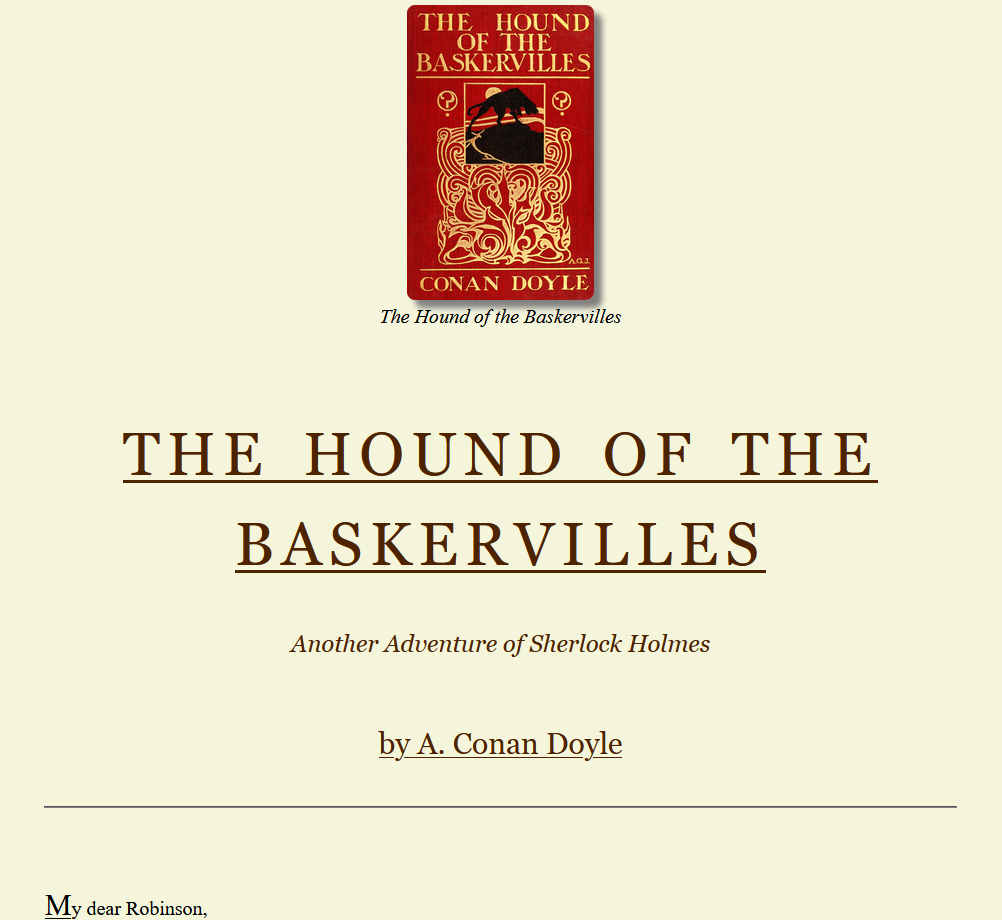 THE HOUND
OF THE
BASKERVILLES
A.G.J.
CONAN DOYLE
The Hound of the Baskervilles
THE HOUND OF THE
BASKERVILLES
Another Adventure of Sherlock Holmes
by A. Conan Doyle
My dear Robinson,